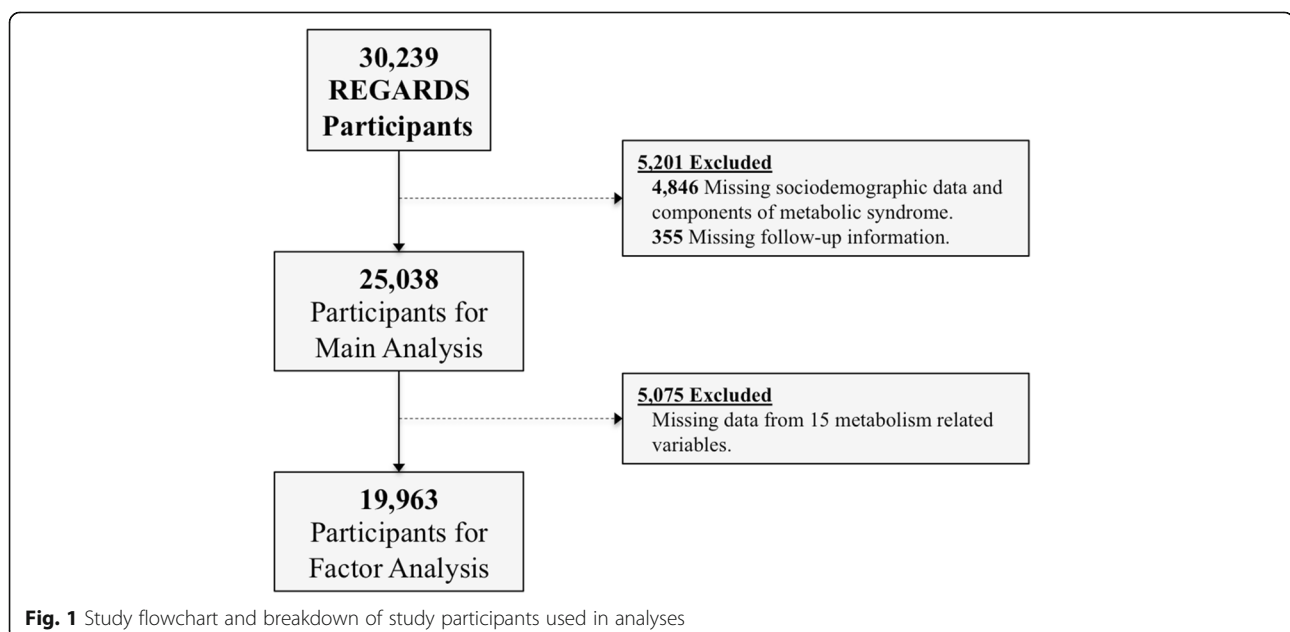 30,239
REGARDS
Participants
5,201 Excluded
4,846 Missing sociodemographic data and
components of metabolic syndrome.
355 Missing follow-up information.
25,038
Participants for
Main Analysis
5,075 Excluded
Missing data from 15 metabolism related
variables.
19,963
Participants for
Factor Analysis
Fig. 1 Study flowchart and breakdown of study participants used in analyses